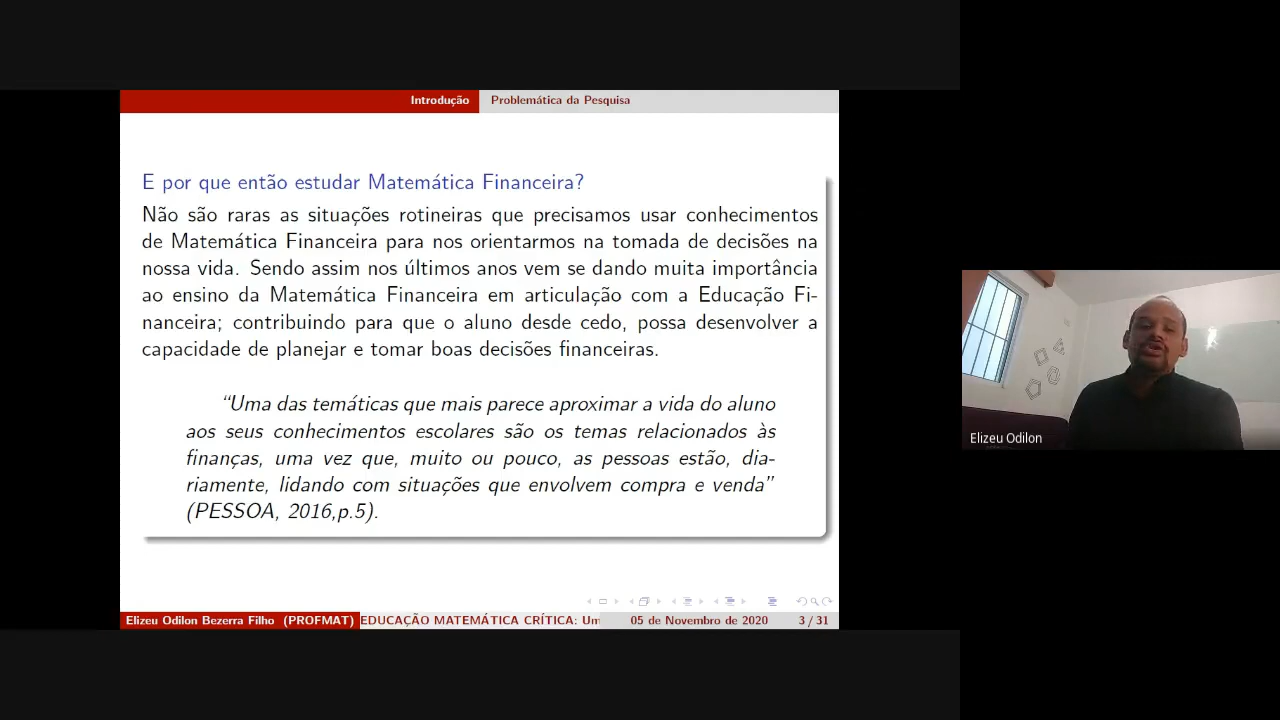 Introdução Problemática da Pesquisa
E por que então estudar Matemática Financeira?
Não são raras as situações rotineiras que precisamos usar conhecimentos
de Matemática Financeira para nos orientarmos na tomada de decisões na
nossa vida. Sendo assim nos últimos anos vem se dando muita importância
ao ensino da Matemática Financeira em articulação com a Educação Fi-
nanceira; contribuindo para que o aluno desde cedo, possa desenvolver a
capacidade de planejar e tomar boas decisões financeiras.
“Uma das temáticas que mais parece aproximar a vida do aluno
aos seus conhecimentos escolares são os temas relacionados às
finanças, uma vez que, muito ou pouco, as pessoas estão, dia-
riamente, lidando com situações que envolvem compra e venda”
(PESSOA, 2016,p.5).
Elizeu Odilon Bezerra Filho (PROFMAT) EDUCAÇÃO MATEMÁTICA CRÍTICA: Um 05 de Novembro de 2020 3 / 31
Elizeu Odilon